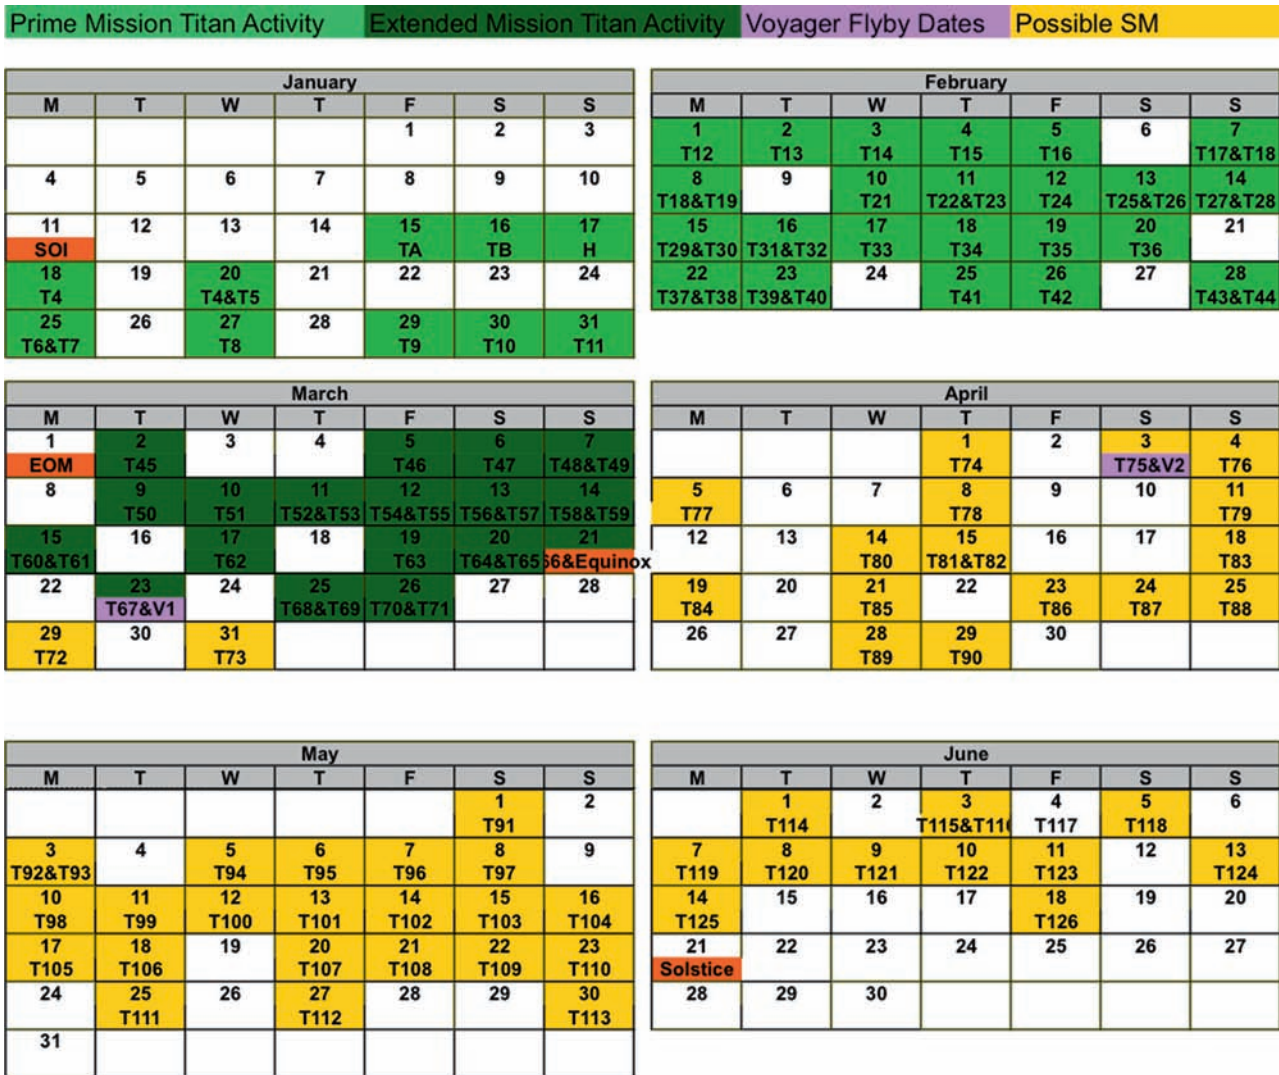 Prime Mission Titan Activity Extended Mission Titan Activity Voyager Flyby Dates Possible SM
January
M T W T F S S
1 2 3
4 5 6 7 8 9 10
11 12 13 14 15 16 17
SOI TA TB H
18 19 20 21 22 23 24
T4 T4&T5
25 26 27 28 29 30 31
T6&T7 T8 T9 T10 T11
February
M T W T F S S
1 2 3 4 5 6 7
T12 T13 T14 T15 T16 T17&T18
8 9 10 11 12 13 14
T18&T19 T21 T22&T23 T24 T25&T26 T27&T28
15 16 17 18 19 20 21
T29&T30 T31&T32 T33 T34 T35 T36
22 23 24 25 26 27 28
T37&T38 T39&T40 T41 T42 T43&T44
March
M T W T F S S
1 2 3 4 5 6 7
EOM T45 T46 T47 T48&T49
8 9 10 11 12 13 14
T50 T51 T52&T53 T54&T55 T56&T57 T58&T59
15 16 17 18 19 20 21
T60&T61 T62 T63 T64&T65 66&Equinox
22 23 24 25 26 27 28
T67&V1 T68&T69 T70&T71
29 30 31
T72 T73
April
M T W T F S S
1 2 3 4
T74 T75&V2 T76
5 6 7 8 9 10 11
T77 T78 T79
12 13 14 15 16 17 18
T80 T81&T82 T83
19 20 21 22 23 24 25
T84 T85 T86 T87 T88
26 27 28 29 30
T89 T90
May
M T W T F S S
1 2
T91
3 4 5 6 7 8 9
T92&T93 T94 T95 T96 T97
10 11 12 13 14 15 16
T98 T99 T100 T101 T102 T103 T104
17 18 19 20 21 22 23
T105 T106 T107 T108 T109 T110
24 25 26 27 28 29 30
T111 T112 T113
31
June
M T W T F S S
1 2 3 4 5 6
T114 T115&T116 T117 T118
7 8 9 10 11 12 13
T119 T120 T121 T122 T123 T124
14 15 16 17 18 19 20
T125 T126
21 22 23 24 25 26 27
Solstice
28 29 30